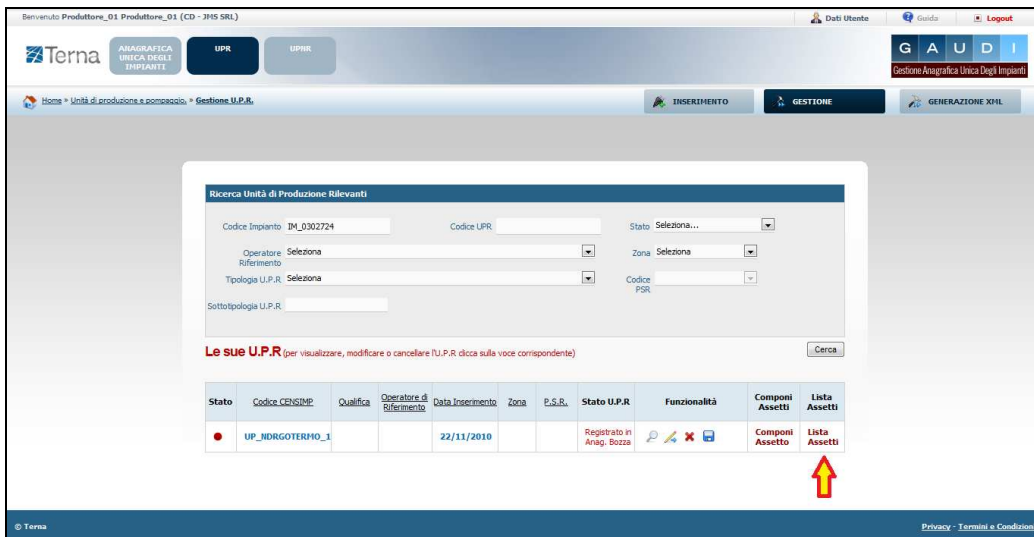 Benvenuto Produttore_01 Produttore_01 (CD - JMS SRL)
Dati Utente
Guida
Logout
Terna
ANAGRAFICA
UNICA DEGLI
IMPIANTI
UPR
UPNR
GAUDI
Gestione Anagrafica Unica Degli Impianti
Home » Unità di produzione e pompaggio. » Gestione U.P.R.
INSERIMENTO
GESTIONE
GENERAZIONE XML
Ricerca Unità di Produzione Rilevanti
Codice Impianto IM_0302724
Codice UPR
Stato Seleziona...
Operatore Riferimento Seleziona
Zona Seleziona
Tipologia U.P.R Seleziona
Codice PSR
Sottotipologia U.P.R
Le sue U.P.R (per visualizzare, modificare o cancellare l'U.P.R clicca sulla voce corrispondente)
Cerca
Stato Codice CENSIMP Qualifica Operatore di Riferimento Data Inserimento Zona P.S.R. Stato U.P.R Funzionalità Componi Assetti Lista Assetti
UP_NDRGOTERMO_1 22/11/2010 Registrato in Anag. Bozza Componi Assetto Lista Assetti
© Terna
Privacy - Termini e Condizioni